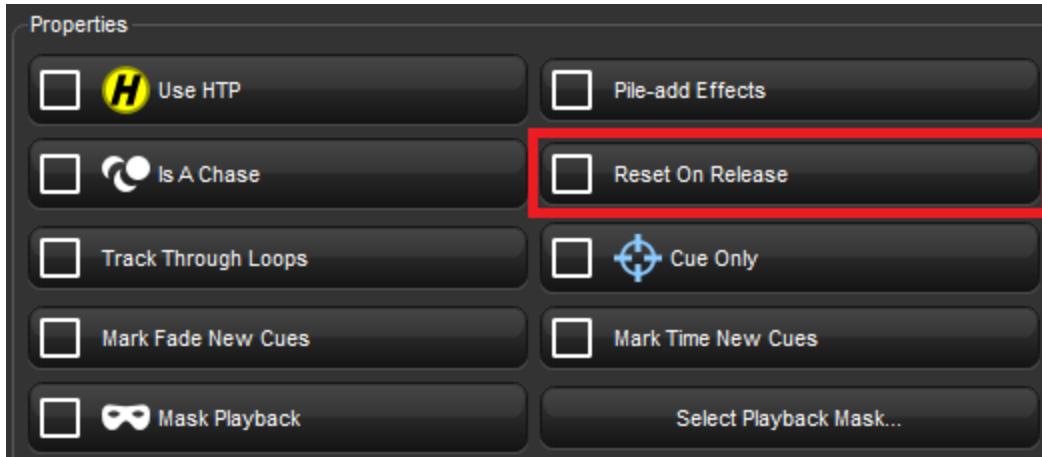 Properties
H Use HTP
Pile-add Effects
Is A Chase
Reset On Release
Track Through Loops
Cue Only
Mark Fade New Cues
Mark Time New Cues
Mask Playback
Select Playback Mask...